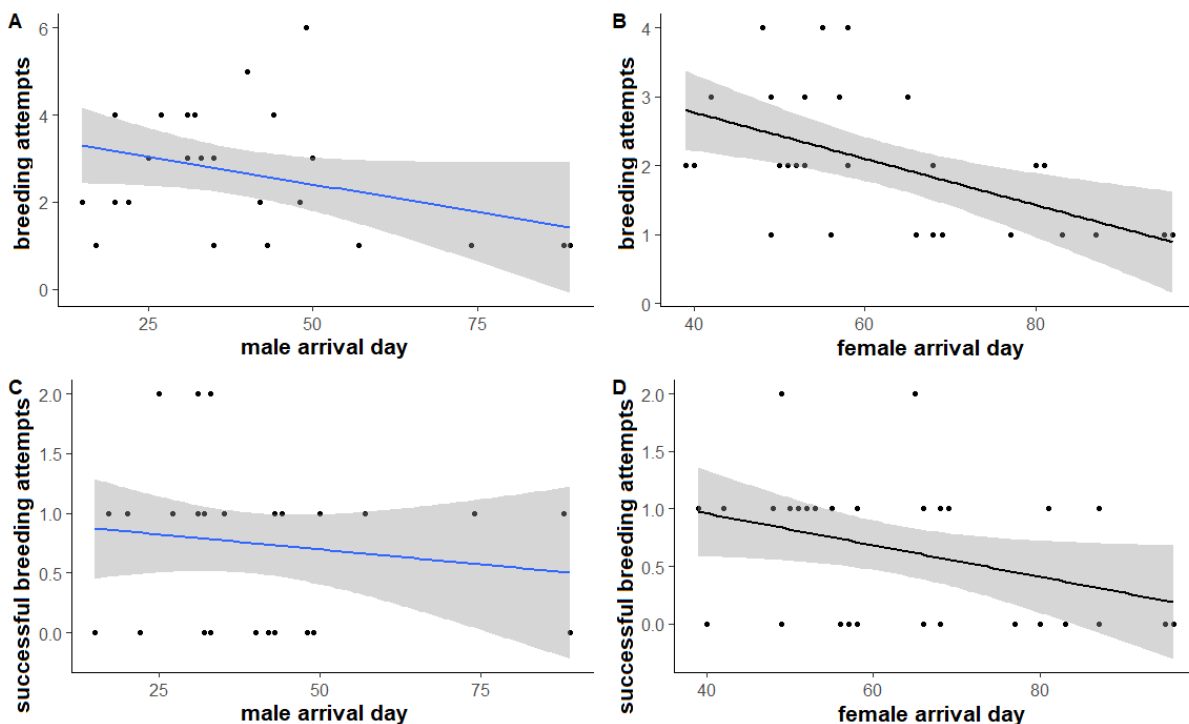 A
breeding attempts
6
4
2
0
25
50
75
male arrival day
B
breeding attempts
4
3
2
1
0
40
60
80
female arrival day
C
successful breeding attempts
2.0
1.5
1.0
0.5
0.0
25
50
75
male arrival day
D
successful breeding attempts
2.0
1.5
1.0
0.5
0.0
40
60
80
female arrival day